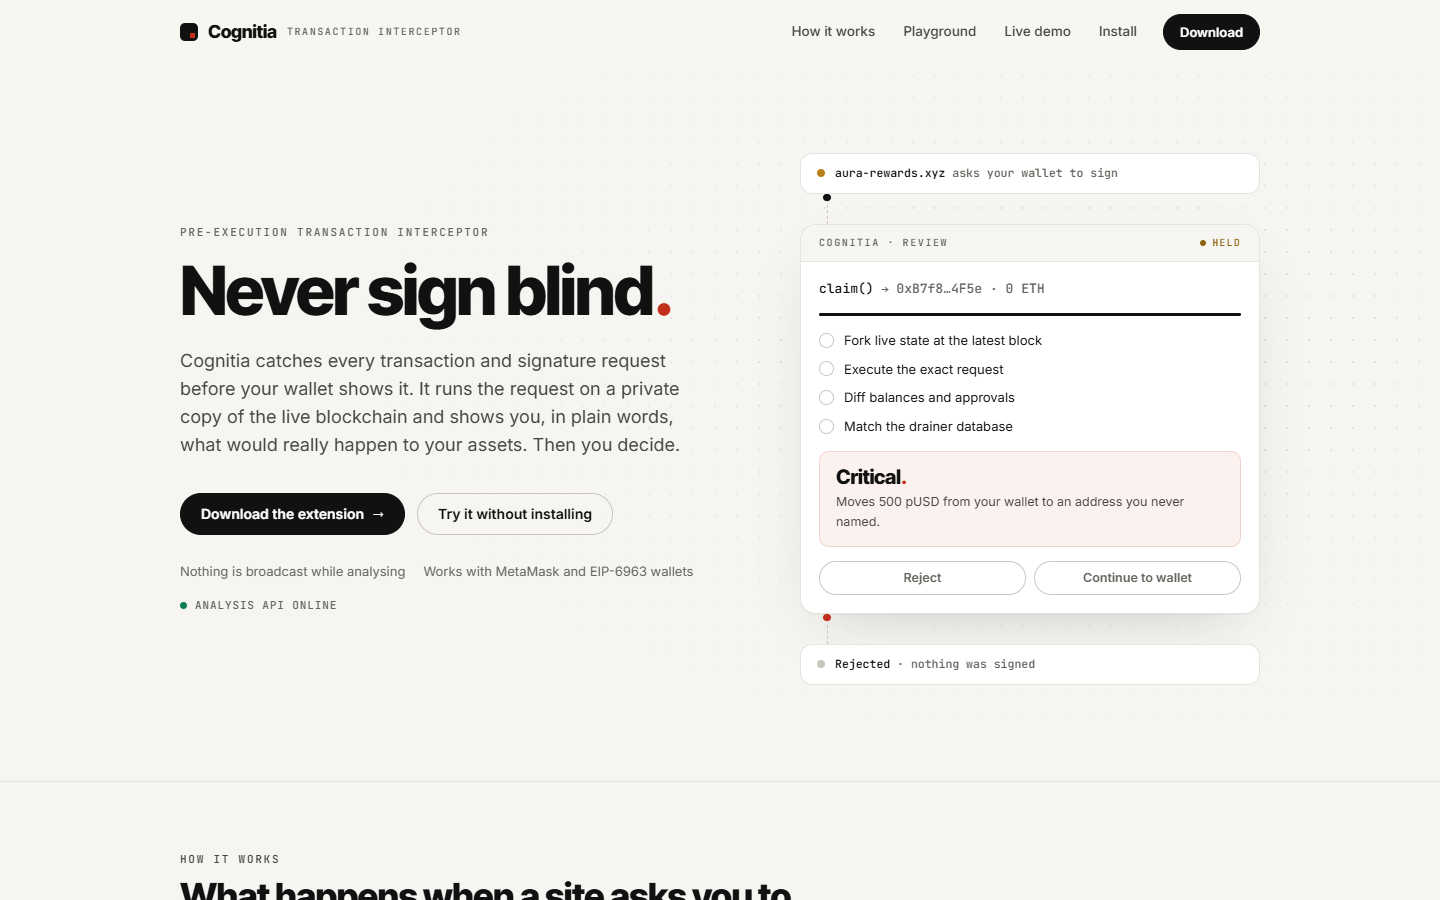 Cognitia TRANSACTION INTERCEPTOR
How it works Playground Live demo Install Download
PRE-EXECUTION TRANSACTION INTERCEPTOR
Never sign blind.
Cognitia catches every transaction and signature request
before your wallet shows it. It runs the request on a private
copy of the live blockchain and shows you, in plain words,
what would really happen to your assets. Then you decide.
Download the extension → Try it without installing
Nothing is broadcast while analysing Works with MetaMask and EIP-6963 wallets
ANALYSIS API ONLINE
aura-rewards.xyz asks your wallet to sign
COGNITIA · REVIEW HELD
claim() → 0xB7f8…4F5e · 0 ETH
Fork live state at the latest block
Execute the exact request
Diff balances and approvals
Match the drainer database
Critical.
Moves 500 pUSD from your wallet to an address you never
named.
Reject Continue to wallet
Rejected · nothing was signed
HOW IT WORKS
What happens when a site asks you to